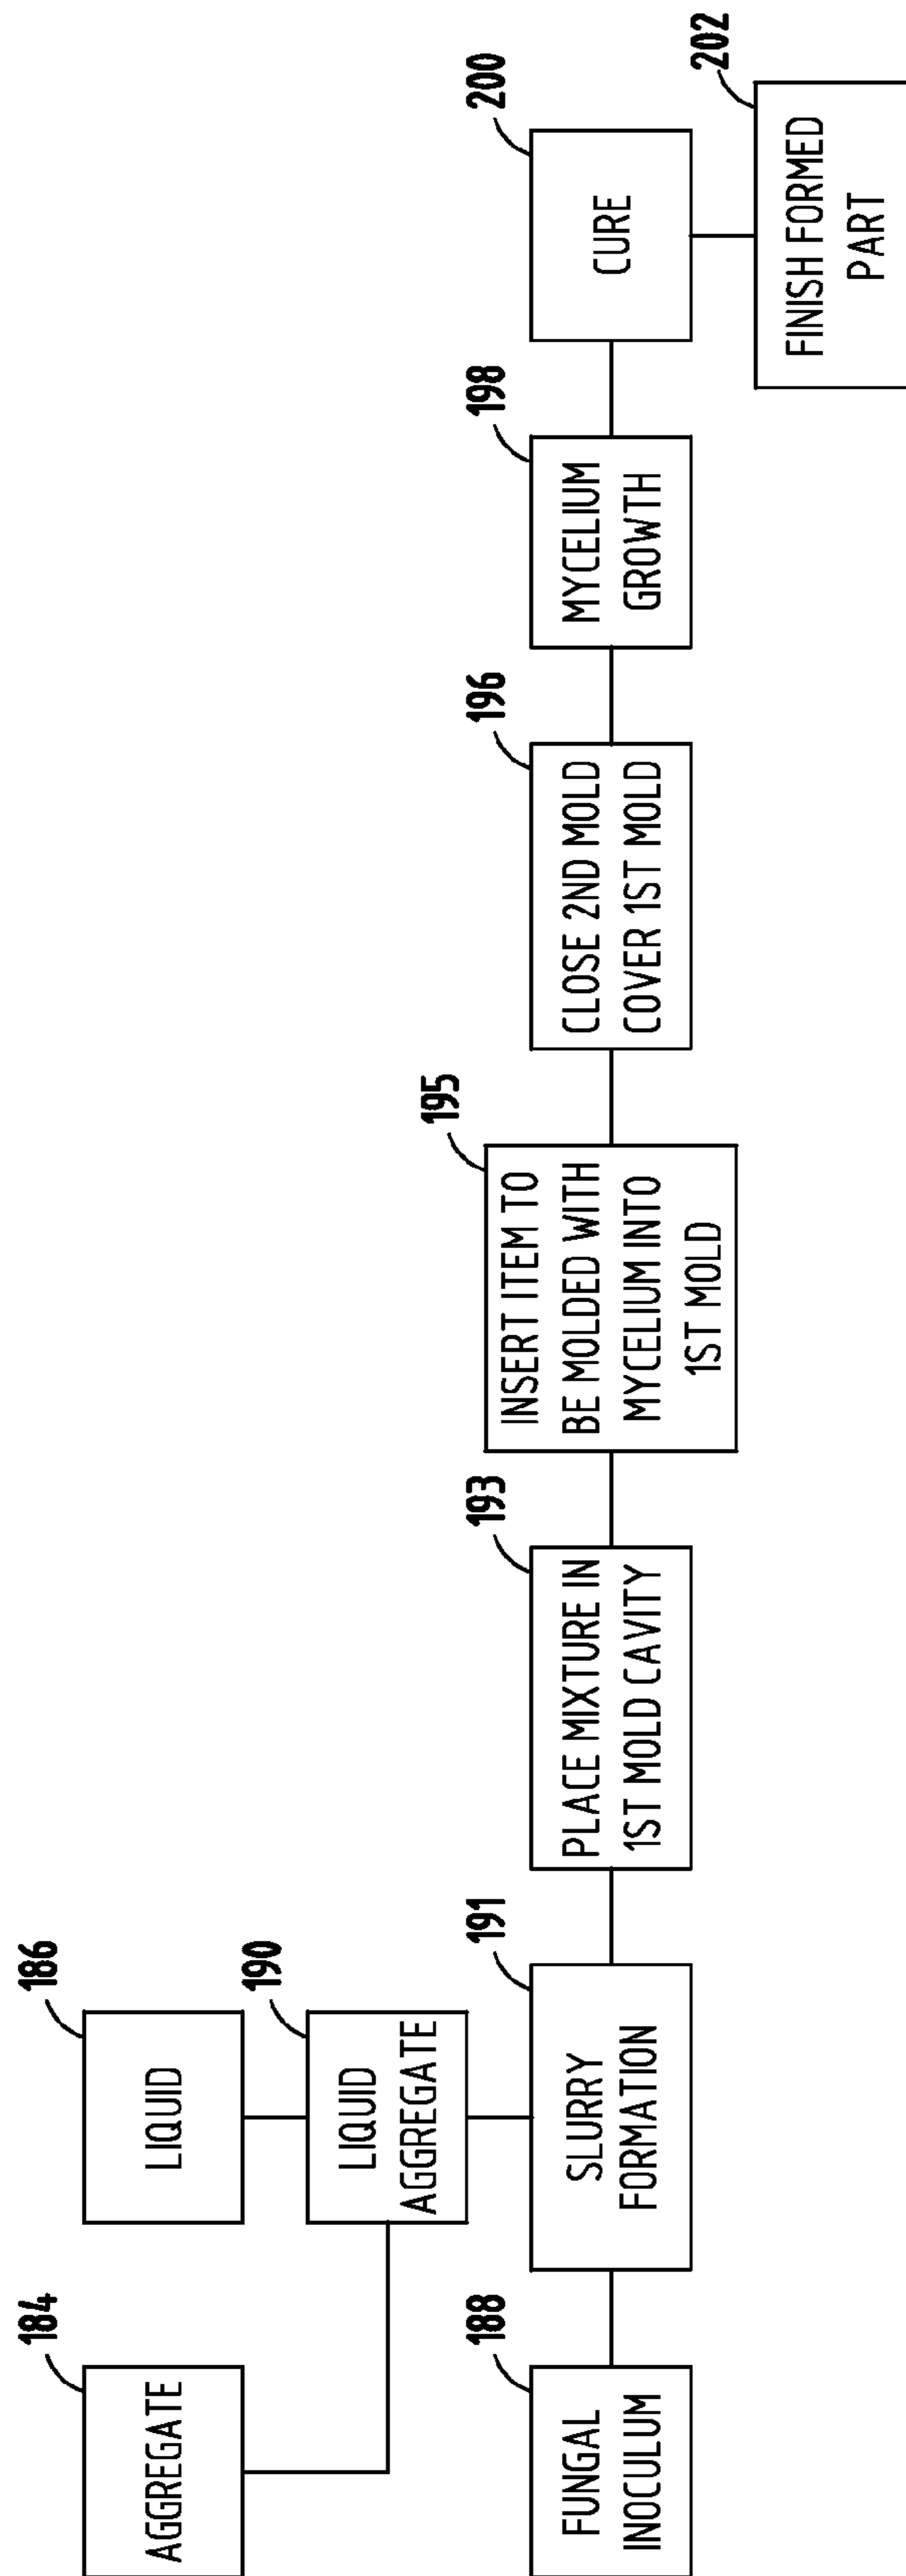 184
AGGREGATE
186
LIQUID
190
LIQUID
AGGREGATE
188
FUNGAL
INOCULUM
191
SLURRY
FORMATION
193
PLACE MIXTURE IN
1ST MOLD CAVITY
195
INSERT ITEM TO
BE MOLDED WITH
MYCELIUM INTO
1ST MOLD
196
CLOSE 2ND MOLD
COVER 1ST MOLD
198
MYCELIUM
GROWTH
200
CURE
202
FINISH FORMED
PART